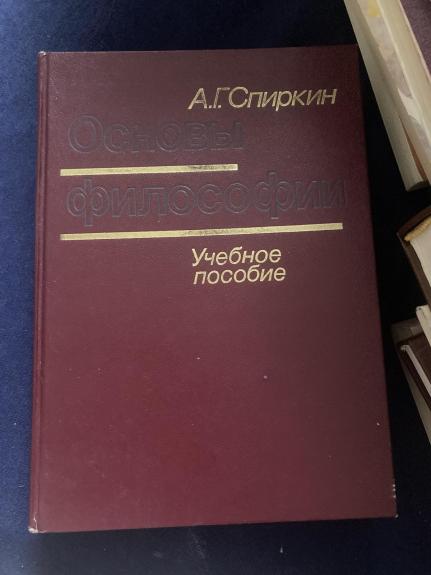 А.Г.Спиркин
Основы
философии
Учебное
пособие